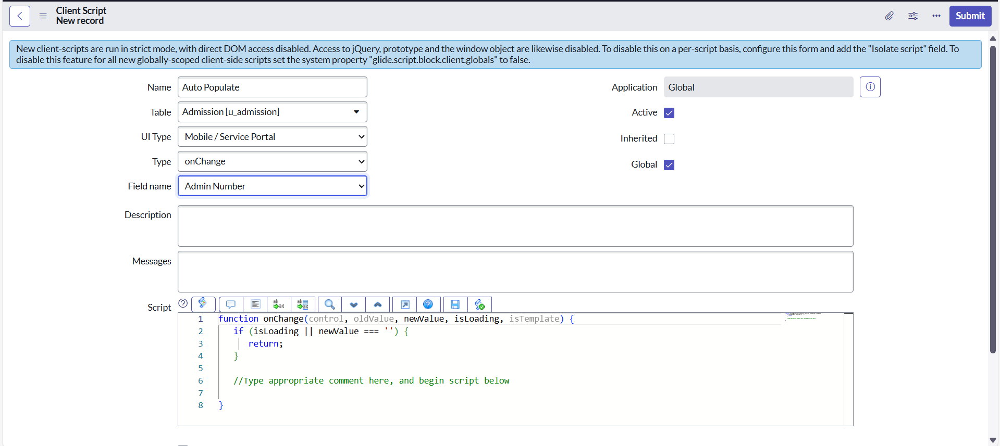 Client Script
New record
Submit
New client-scripts are run in strict mode, with direct DOM access disabled. Access to jQuery, prototype and the window object are likewise disabled. To disable this on a per-script basis, configure this form and add the "Isolate script" field. To
disable this feature for all new globally-scoped client-side scripts set the system property "glide.script.block.client.globals" to false.
Name Auto Populate
Application Global
Table Admission [u_admission]
Active
UI Type Mobile / Service Portal
Inherited
Type onChange
Global
Field name Admin Number
Description
Messages
Script
1 function onChange(control, oldValue, newValue, isLoading, isTemplate) {
2 if (isLoading || newValue === '') {
3 return;
4 }
5
6 //Type appropriate comment here, and begin script below
7
8 }